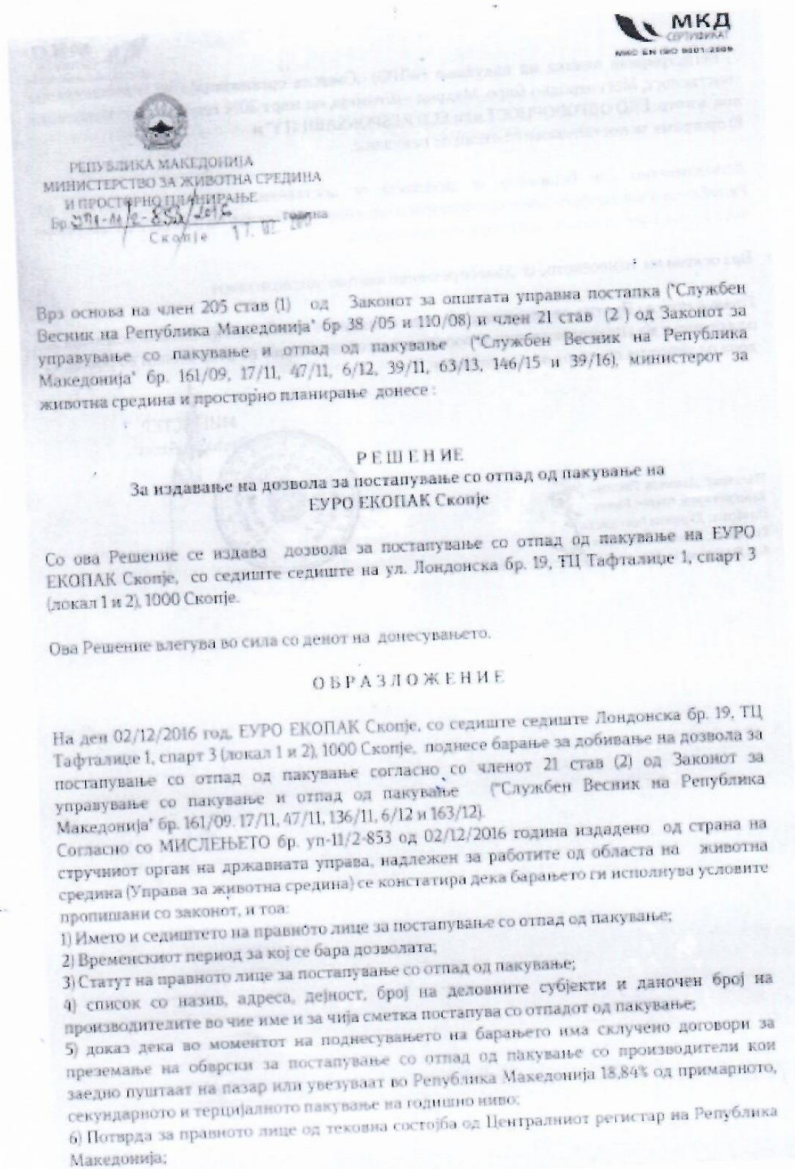 МКД
СЕРТИФИКАТ
МКС EN ISO 9001:2009
РЕПУБЛИКА МАКЕДОНИЈА
МИНИСТЕРСТВО ЗА ЖИВОТНА СРЕДИНА
И ПРОСТОРНО ПЛАНИРАЊЕ
Бр. УП1-11/2-853/2016 година
Скопје
Врз основа на член 205 став (1) од Законот за општата управна постапка ("Службен
Весник на Република Македонија" бр 38 /05 и 110/08) и член 21 став (2 ) од Законот за
управување со пакување и отпад од пакување ("Службен Весник на Република
Македонија" бр. 161/09, 17/11, 47/11, 6/12, 39/11, 63/13, 146/15 и 39/16), министерот за
животна средина и просторно планирање донесе :
Р Е Ш Е Н И Е
За издавање на дозвола за постапување со отпад од пакување на
ЕУРО ЕКОПАК Скопје
Со ова Решение се издава дозвола за постапување со отпад од пакување на ЕУРО
ЕКОПАК Скопје, со седиште седиште на ул. Лондонска бр. 19, ТЦ Тафталиџе 1, спарт 3
(локал 1 и 2), 1000 Скопје.
Ова Решение влегува во сила со денот на донесувањето.
О Б Р А З Л О Ж Е Н И Е
На ден 02/12/2016 год, ЕУРО ЕКОПАК Скопје, со седиште седиште Лондонска бр. 19, ТЦ
Тафталиџе 1, спарт 3 (локал 1 и 2), 1000 Скопје, поднесе барање за добивање на дозвола за
постапување со отпад од пакување согласно со членот 21 став (2) од Законот за
управување со пакување и отпад од пакување ("Службен Весник на Република
Македонија" бр. 161/09. 17/11, 47/11, 136/11, 6/12 и 163/12).
Согласно со МИСЛЕЊЕТО бр. уп-11/2-853 од 02/12/2016 година издадено од страна на
стручниот орган на државната управа, надлежен за работите од областа на животна
средина (Управа за животна средина) се констатира дека барањето ги исполнува условите
пропишани со законот, и тоа:
1) Името и седиштето на правното лице за постапување со отпад од пакување;
2) Временскиот период за кој се бара дозволата;
3) Статут на правното лице за постапување со отпад од пакување;
4) список со назив, адреса, дејност, број на деловните субјекти и даночен број на
производителите во чие име и за чија сметка постапува со отпадот од пакување;
5) доказ дека во моментот на поднесувањето на барањето има склучено договори за
преземање на обврски за постапување со отпад од пакување со производители кои
заедно пуштаат на пазар или увезуваат во Република Македонија 18,84% од примарното,
секундарното и терцијалното пакување на годишно ниво;
6) Потврда за правното лице од тековна состојба од Централниот регистар на Република
Македонија;